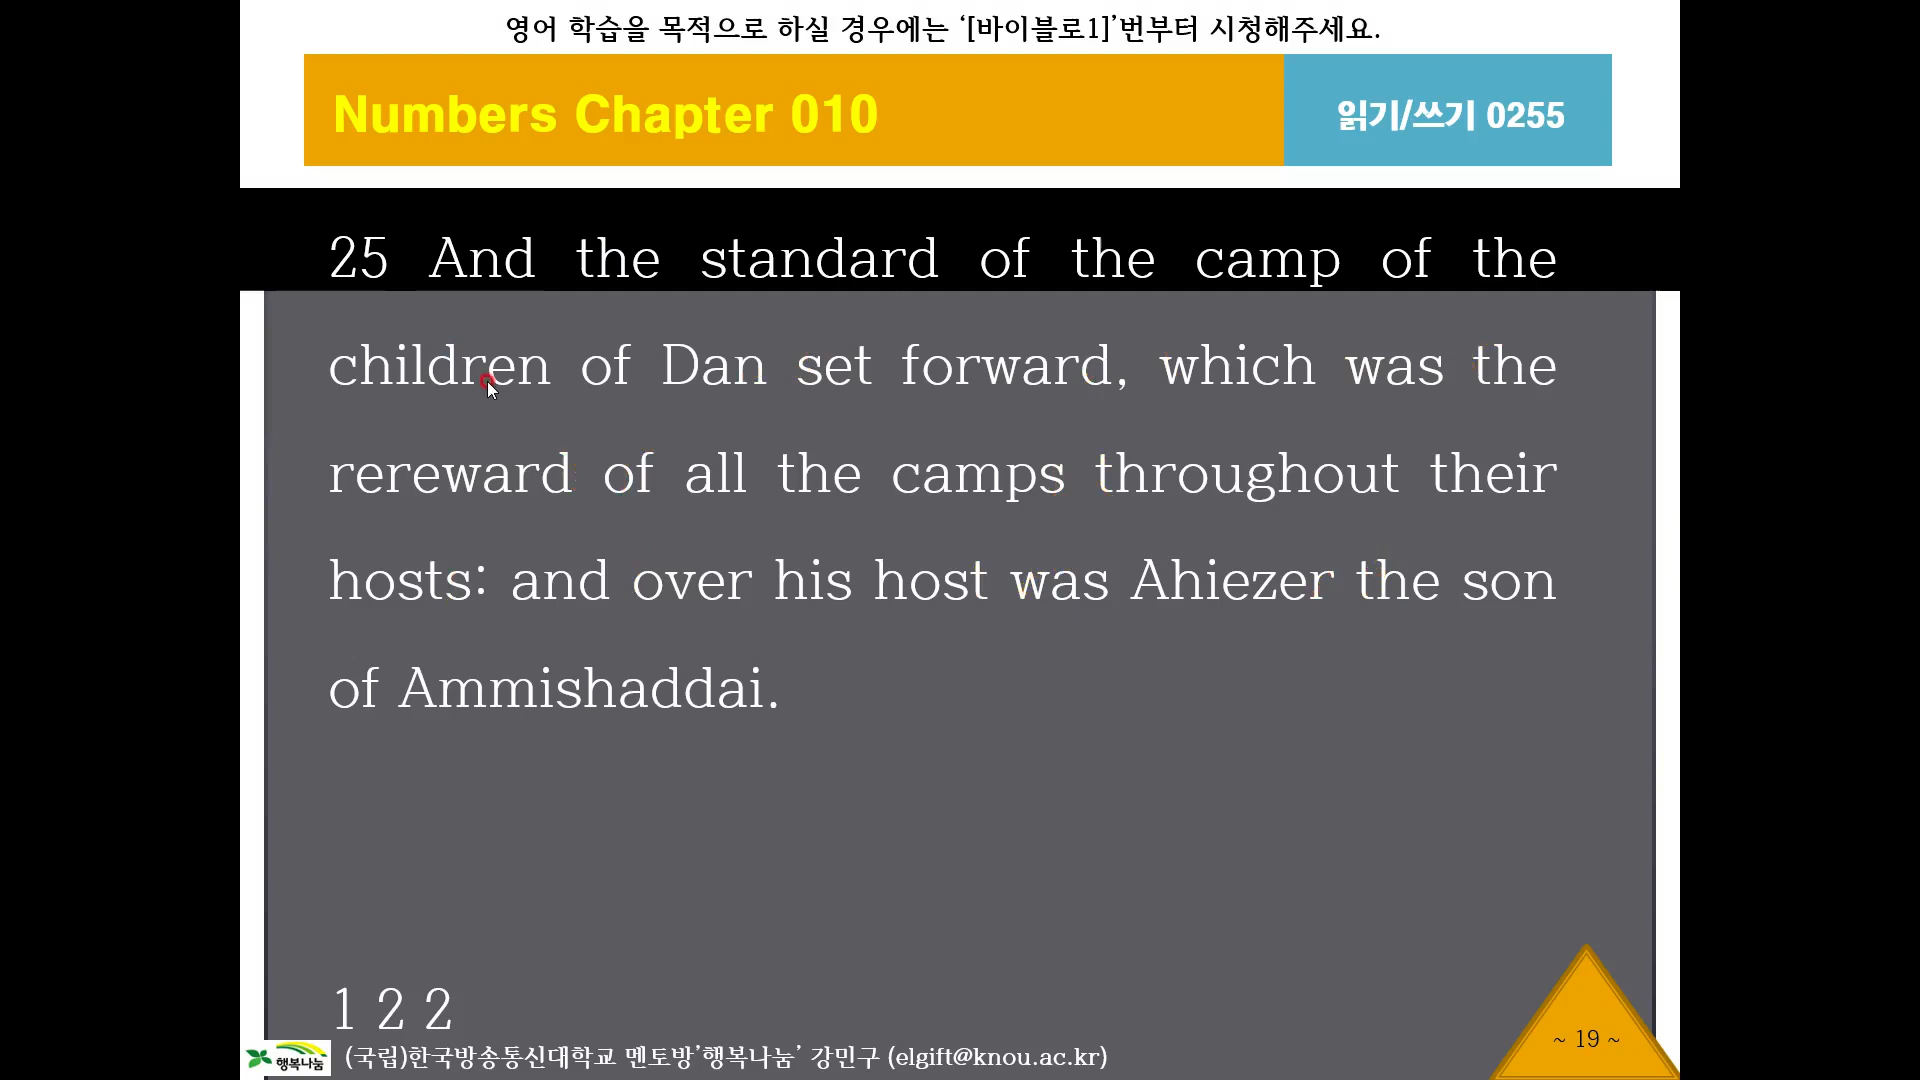 영어 학습을 목적으로 하실 경우에는 ‘[바이블로1]’번부터 시청해주세요.
Numbers Chapter 010
읽기/쓰기 0255
25 And the standard of the camp of the
children of Dan set forward, which was the
rereward of all the camps throughout their
hosts: and over his host was Ahiezer the son
of Ammishaddai.
1 2 2
~ 19 ~
행복나눔
(국립)한국방송통신대학교 멘토방’행복나눔’ 강민구 (elgift@knou.ac.kr)